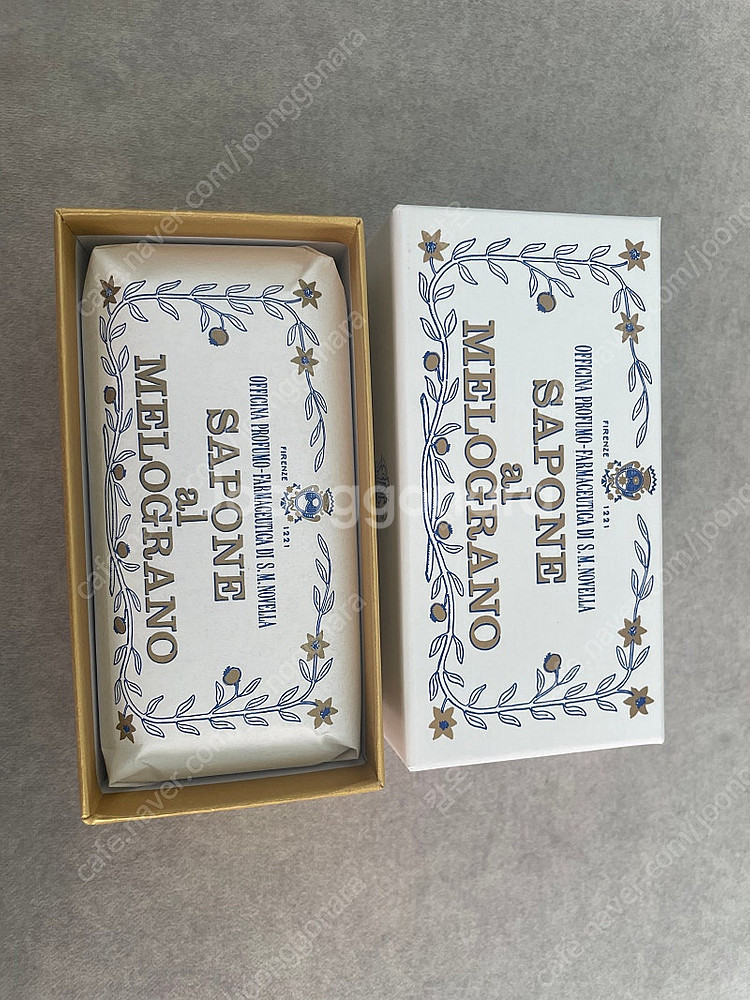 FIRENZE 1221
OFFICINA PROFUMO-FARMACEUTICA DI S. M. NOVELLA
SAPONE
al
MELOGRANO
FIRENZE 1221
OFFICINA PROFUMO-FARMACEUTICA DI S. M. NOVELLA
SAPONE
al
MELOGRANO
joonggonara
cafe.naver.com/joonggonara